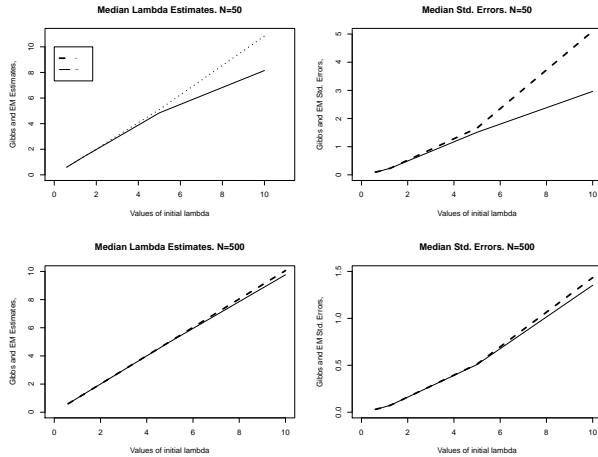 Median Lambda Estimates. N=50
Gibbs and EM Estimates,
0 2 4 6 8 10
0 2 4 6 8 10
Values of initial lambda
Median Std. Errors. N=50
Gibbs and EM Std. Errors,
0 1 2 3 4 5
0 2 4 6 8 10
Values of initial lambda
Median Lambda Estimates. N=500
Gibbs and EM Estimates,
0 2 4 6 8 10
0 2 4 6 8 10
Values of initial lambda
Median Std. Errors. N=500
Gibbs and EM Std. Errors,
0.0 0.5 1.0 1.5
0 2 4 6 8 10
Values of initial lambda